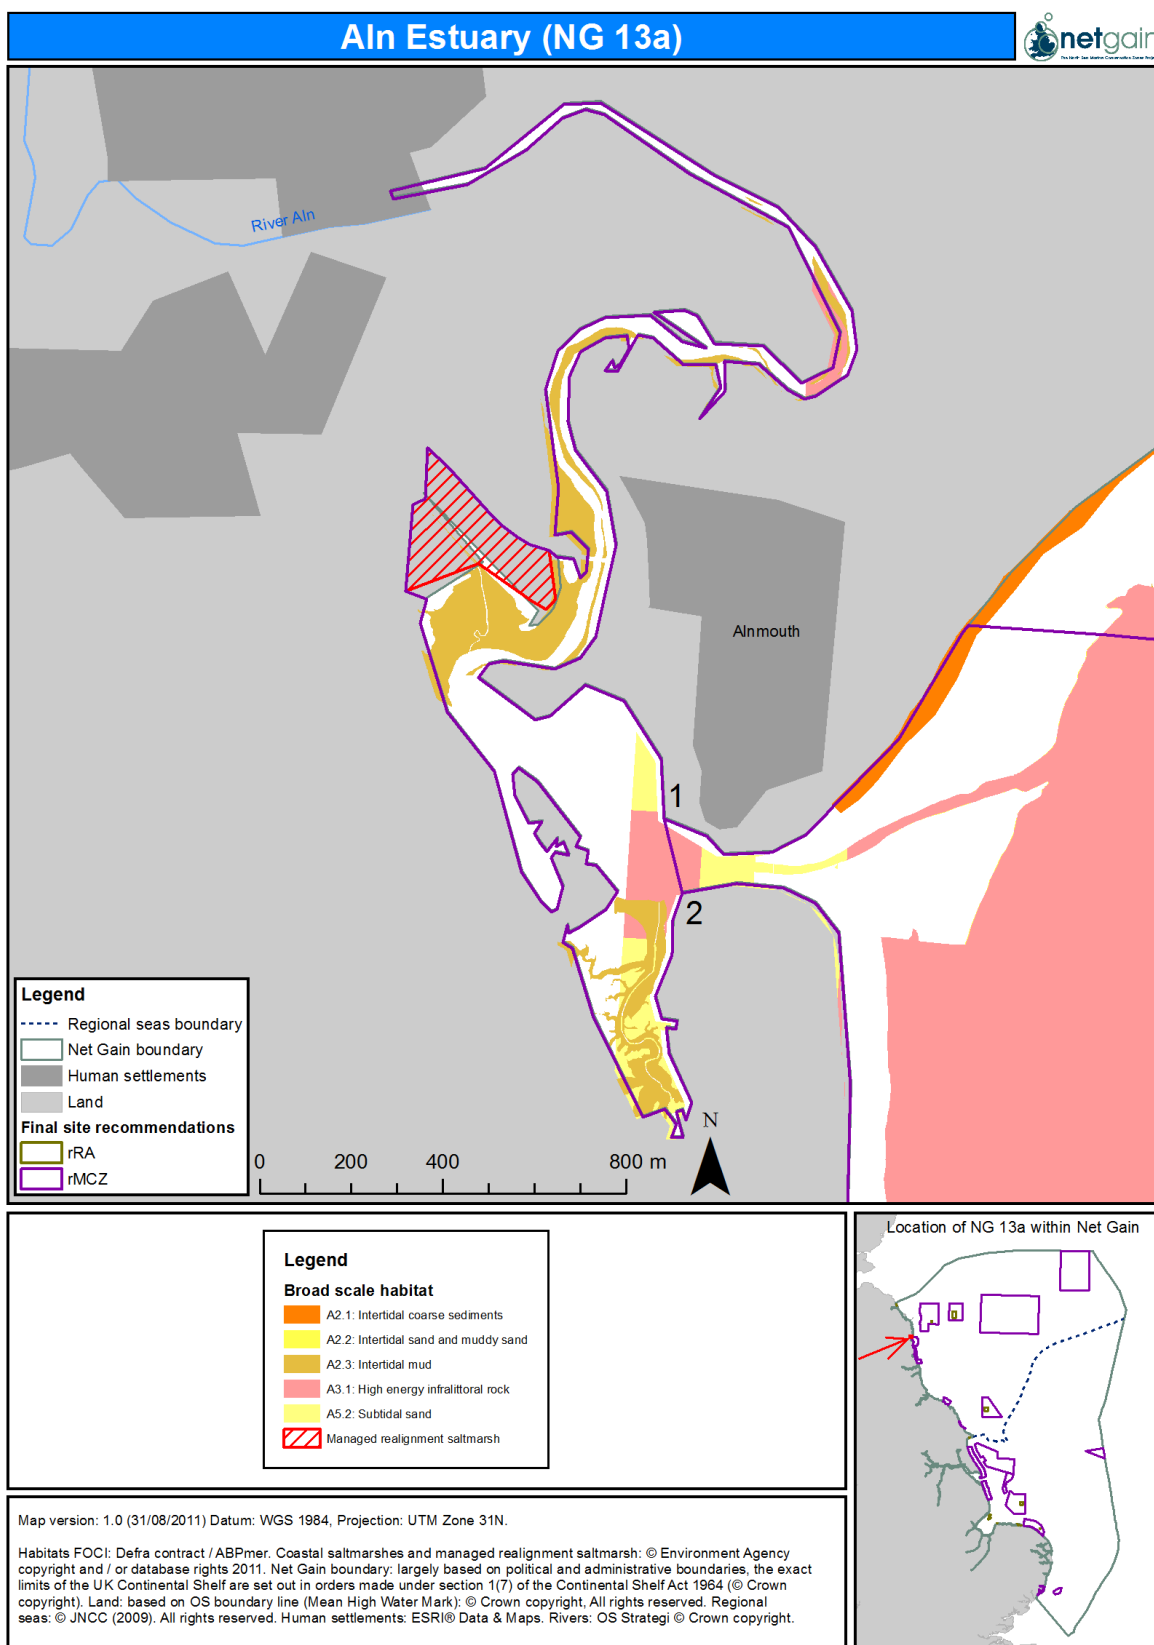 Aln Estuary (NG 13a)
netgain
River Aln
Alnmouth
1
2
Legend
Regional seas boundary
Net Gain boundary
Human settlements
Land
Final site recommendations
rRA
rMCZ
0 200 400 800 m
N
Legend
Broad scale habitat
A2.1: Intertidal coarse sediments
A2.2: Intertidal sand and muddy sand
A2.3: Intertidal mud
A3.1: High energy infralittoral rock
A5.2: Subtidal sand
Managed realignment saltmarsh
Location of NG 13a within Net Gain
Map version: 1.0 (31/08/2011) Datum: WGS 1984, Projection: UTM Zone 31N.
Habitats FOCI: Defra contract / ABPmer. Coastal saltmarshes and managed realignment saltmarsh: © Environment Agency
copyright and / or database rights 2011. Net Gain boundary: largely based on political and administrative boundaries, the exact
limits of the UK Continental Shelf are set out in orders made under section 1(7) of the Continental Shelf Act 1964 (© Crown
copyright). Land: based on OS boundary line (Mean High Water Mark): © Crown copyright, All rights reserved. Regional
seas: © JNCC (2009). All rights reserved. Human settlements: ESRI® Data & Maps. Rivers: OS Strategi © Crown copyright.